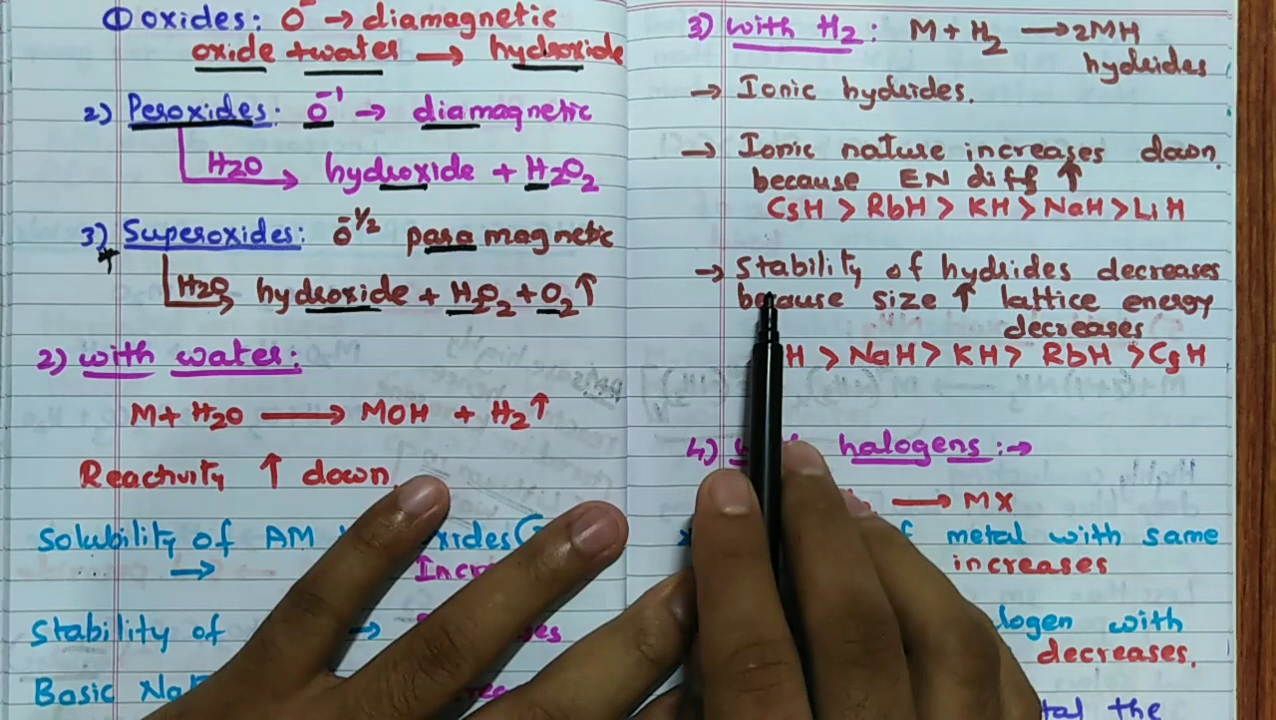 ① oxides: O⁻ → diamagnetic
oxide + water → hydroxide
2) Peroxides: O⁻¹ → diamagnetic
H2O → hydroxide + H2O2
3) Superoxides: O⁻¹/² para magnetic
H2O → hydroxide + H2O2 + O2↑
2) with water:
M + H2O → MOH + H2↑
Reactivity ↑ down.
Solubility of AM
→
Stability of →
Basic
3) with H2: M + H2 → 2MH
hydrides
→ Ionic hydrides.
→ Ionic nature increases down.
because EN diff ↑
CsH > RbH > KH > NaH > LiH
→ Stability of hydrides decreases
because size ↑ lattice energy
decreases
H > NaH > KH > RbH > CsH
4) halogens :→
→ MX
metal with same
increases
with
decreases.
the